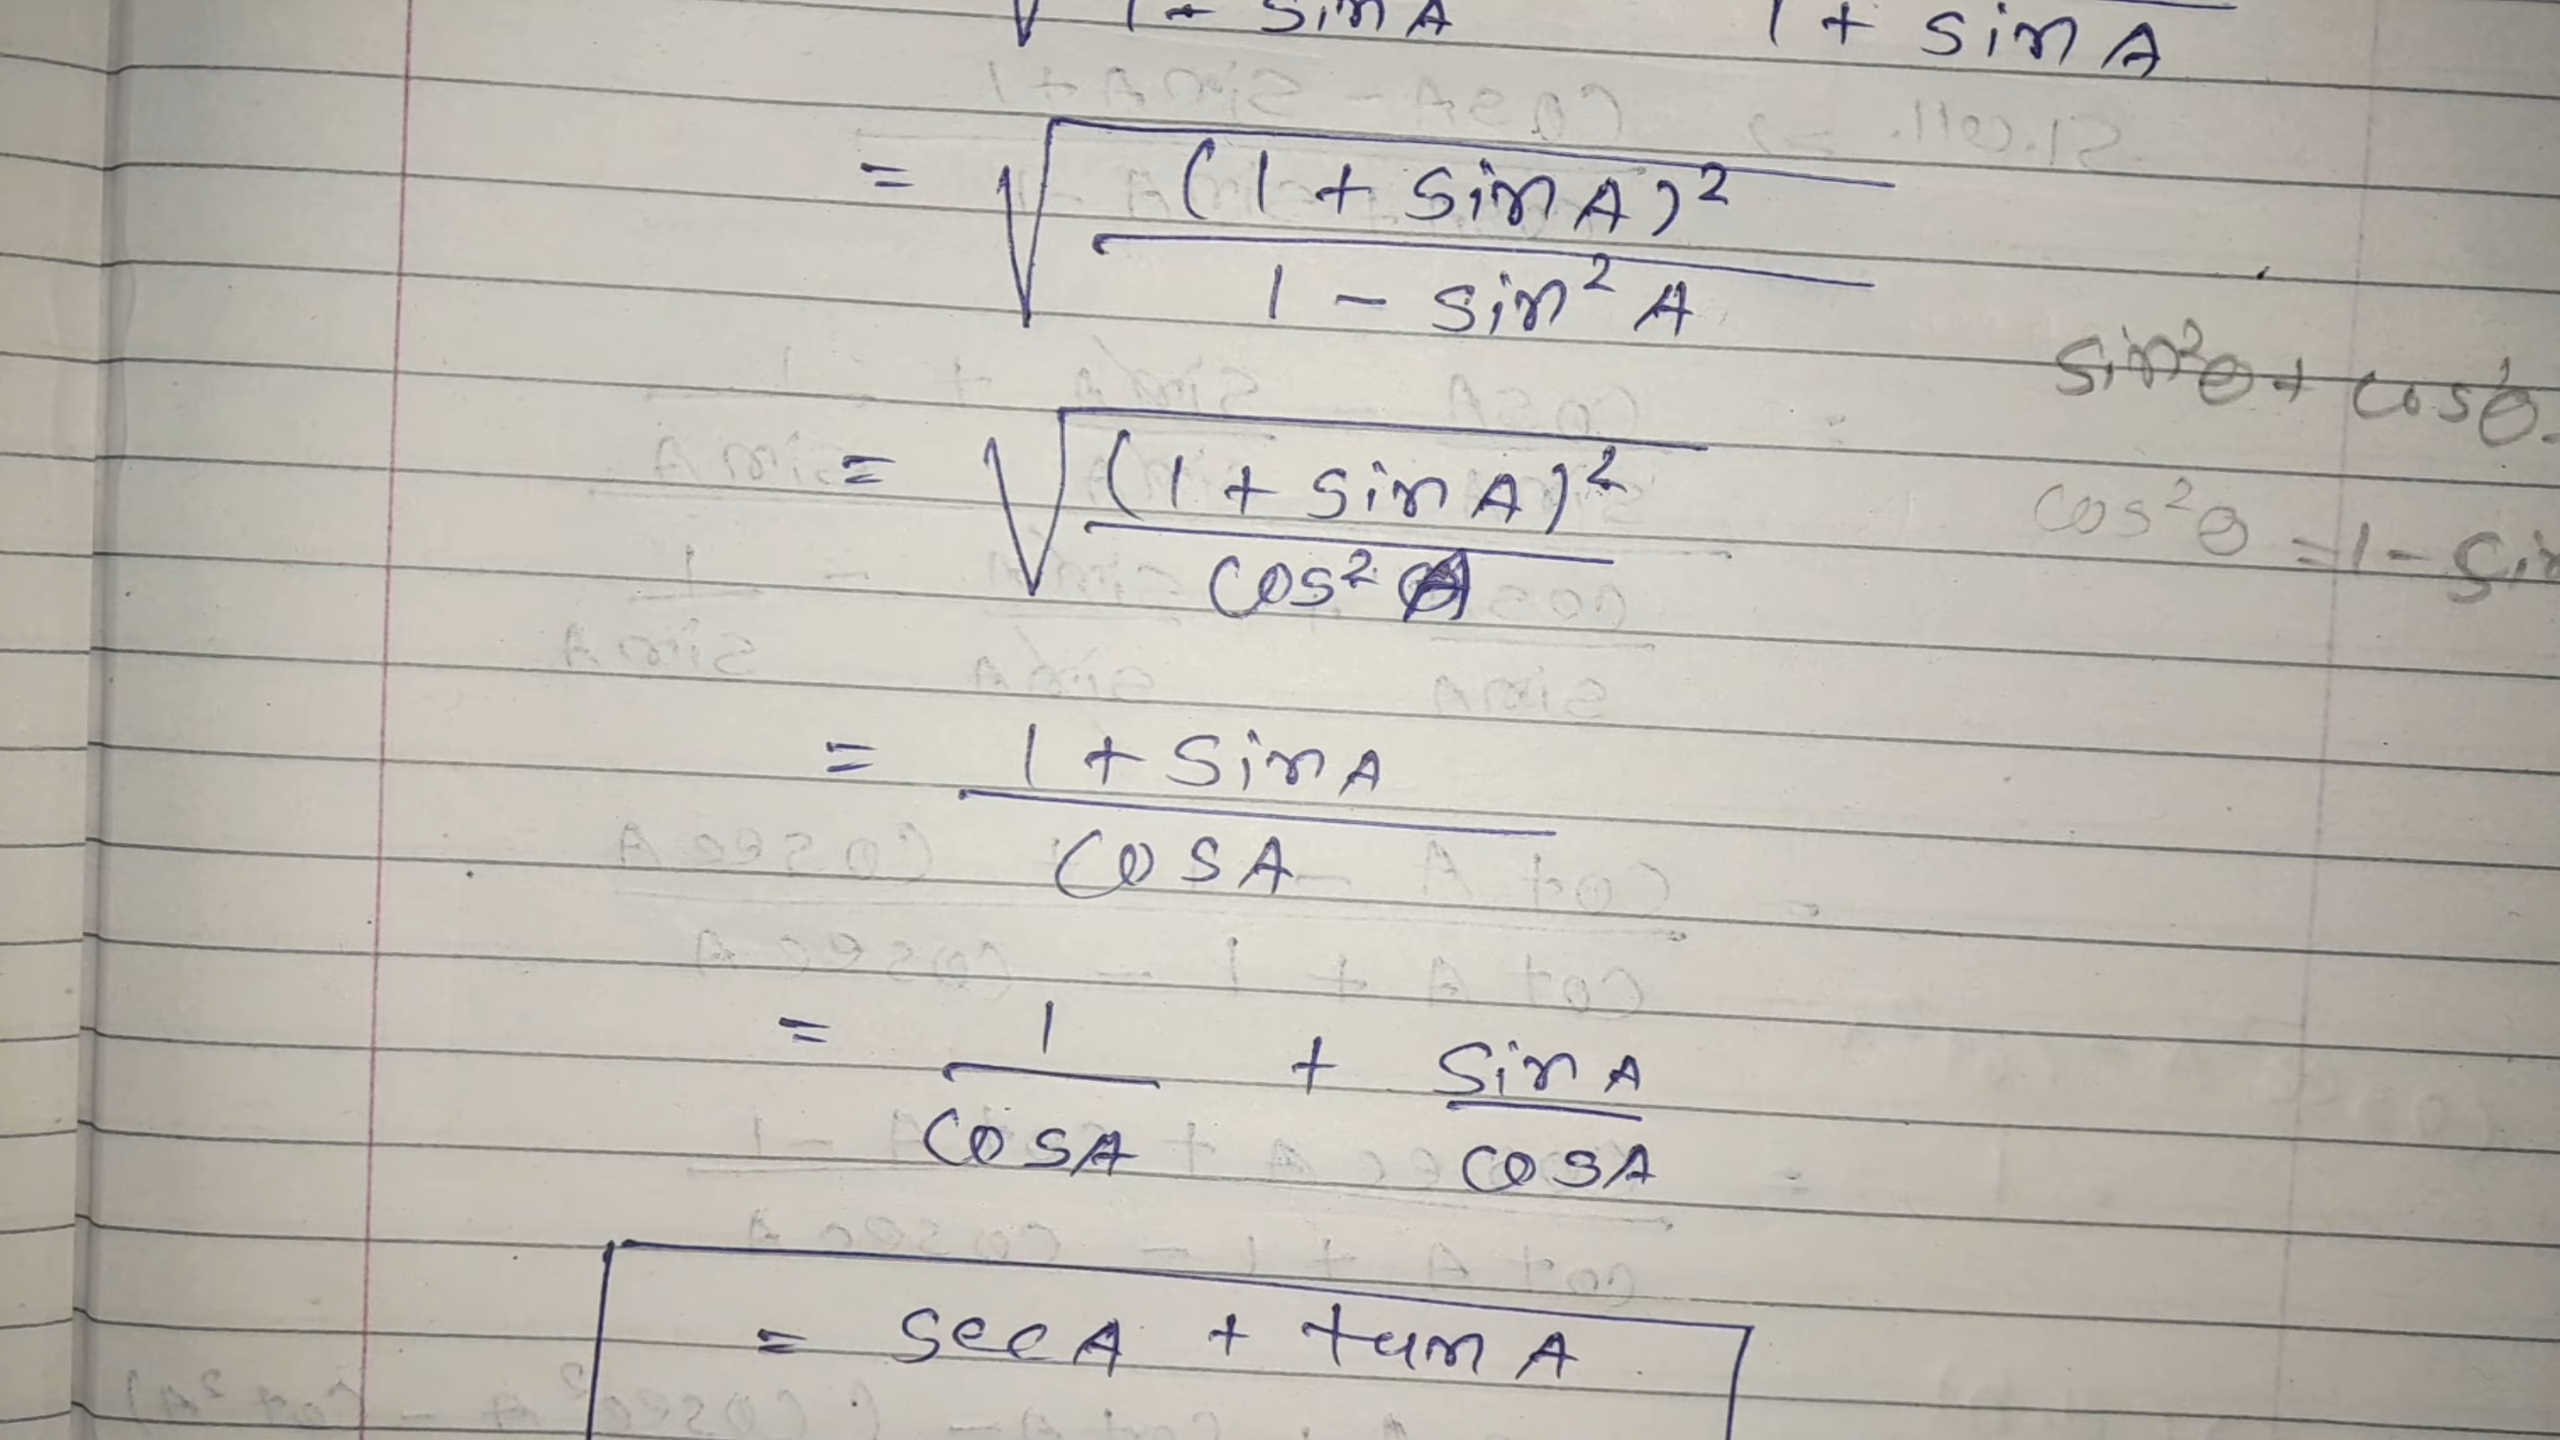 sin A 1 + sin A
= √ (1 + sin A)²
1 - sin² A
sin²θ + cos²θ
= √ (1 + sin A)²
cos² A
cos²θ = 1 -
= 1 + sin A
cos A
= 1 + sin A
cos A cos A
= sec A + tan A